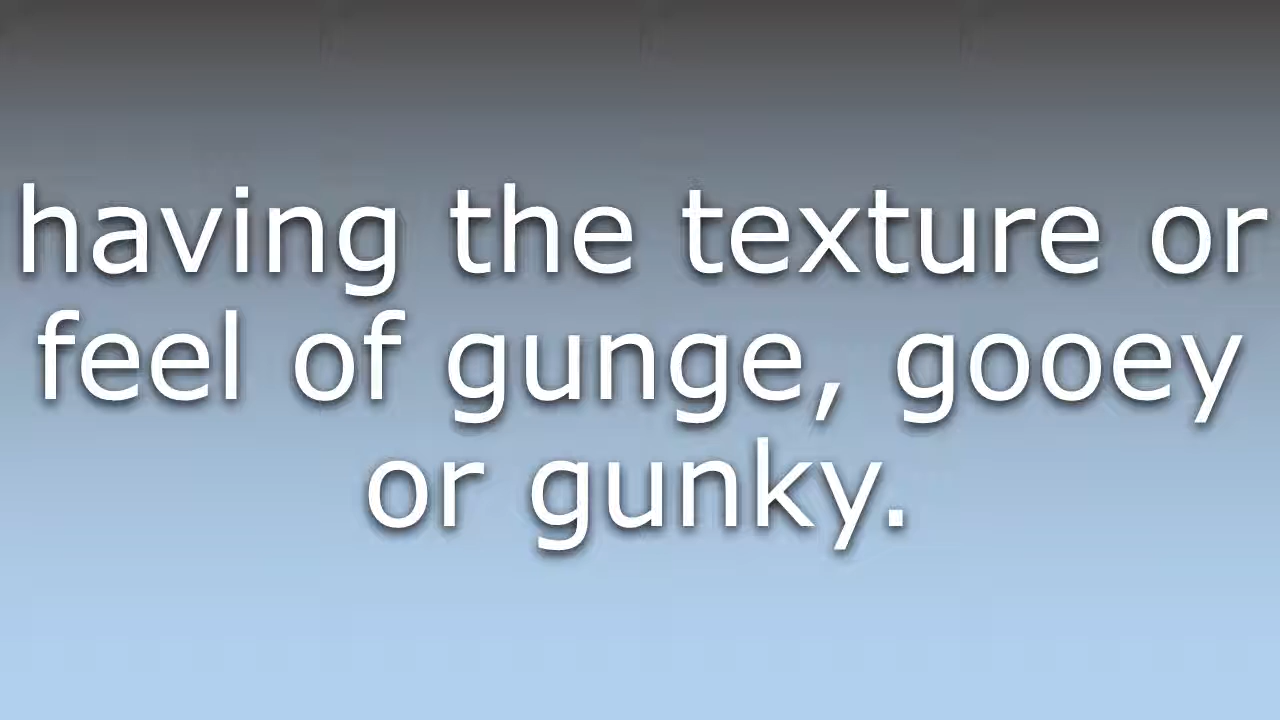 having the texture or
feel of gunge, gooey
or gunky.